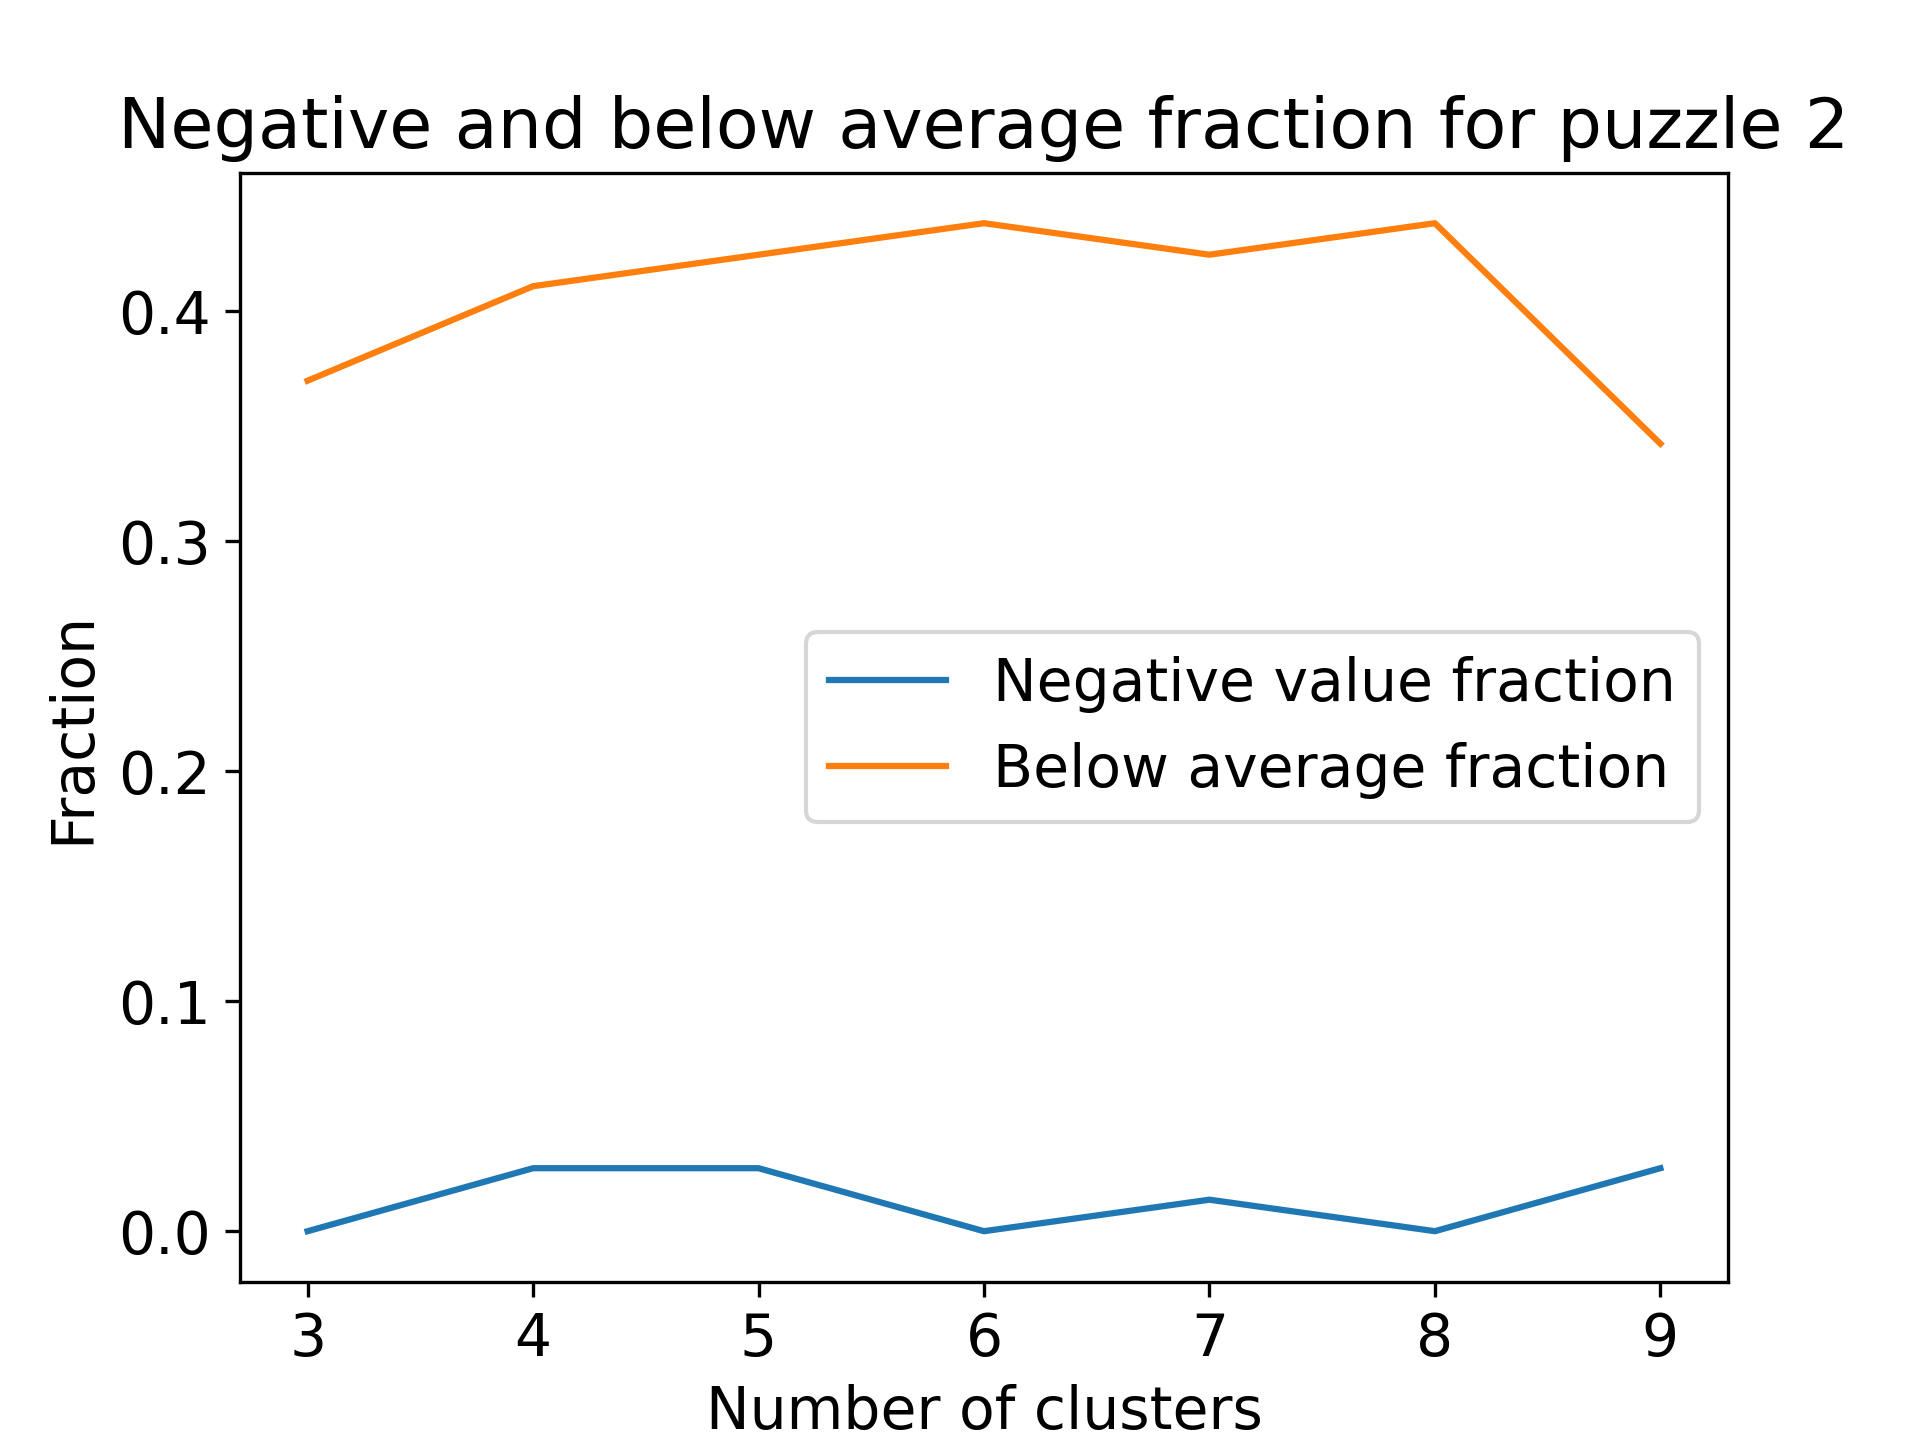 Negative and below average fraction for puzzle 2
0.4
0.3
0.2
0.1
0.0
Fraction
Negative value fraction
Below average fraction
3 4 5 6 7 8 9
Number of clusters